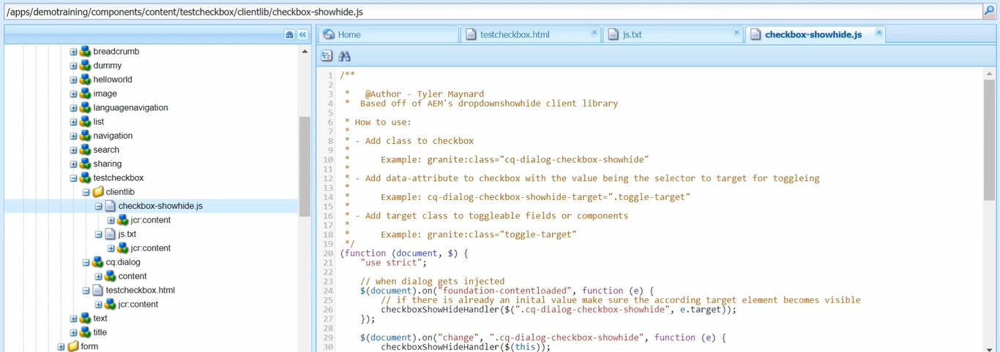 /apps/demotraining/components/content/testcheckbox/clientlib/checkbox-showhide.js
breadcrumb
dummy
helloworld
image
languagenavigation
list
navigation
search
sharing
testcheckbox
clientlib
checkbox-showhide.js
jcr:content
js.txt
jcr:content
cq:dialog
content
testcheckbox.html
jcr:content
text
title
form
Home
testcheckbox.html
js.txt
checkbox-showhide.js
1 /**
2
3 *   @Author - Tyler Maynard
4 *  Based off of AEM's dropdownshowhide client library
5
6 * How to use:
7 *
8 * - Add class to checkbox
9 *
10 *      Example: granite:class="cq-dialog-checkbox-showhide"
11 *
12 * - Add data-attribute to checkbox with the value being the selector to target for toggleing
13 *
14 *      Example: cq-dialog-checkbox-showhide-target=".toggle-target"
15 *
16 * - Add target class to toggleable fields or components
17 *
18 *      Example: granite:class="toggle-target"
19 */
20 (function (document, $) {
21     "use strict";
22
23     // when dialog gets injected
24     $(document).on("foundation-contentloaded", function (e) {
25         // if there is already an inital value make sure the according target element becomes visible
26         checkboxShowHideHandler($(".cq-dialog-checkbox-showhide", e.target));
27     });
28
29     $(document).on("change", ".cq-dialog-checkbox-showhide", function (e) {
30         checkboxShowHideHandler($(this));